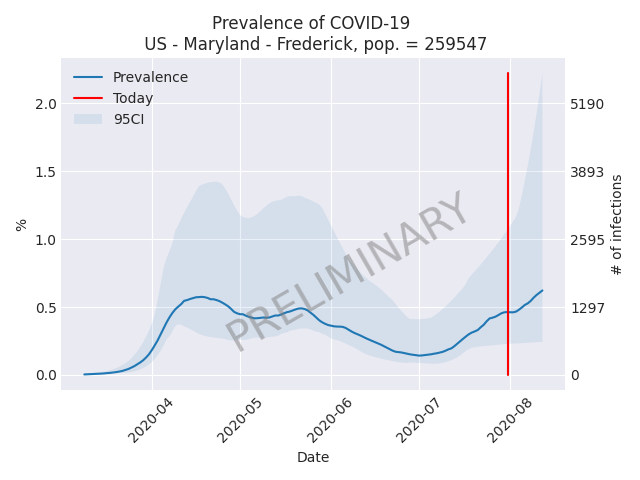 Prevalence of COVID-19
US - Maryland - Frederick, pop. = 259547
Prevalence
Today
95CI
2.0
1.5
1.0
0.5
0.0
%
5190
3893
2595
1297
0
# of infections
PRELIMINARY
2020-04
2020-05
2020-06
2020-07
2020-08
Date